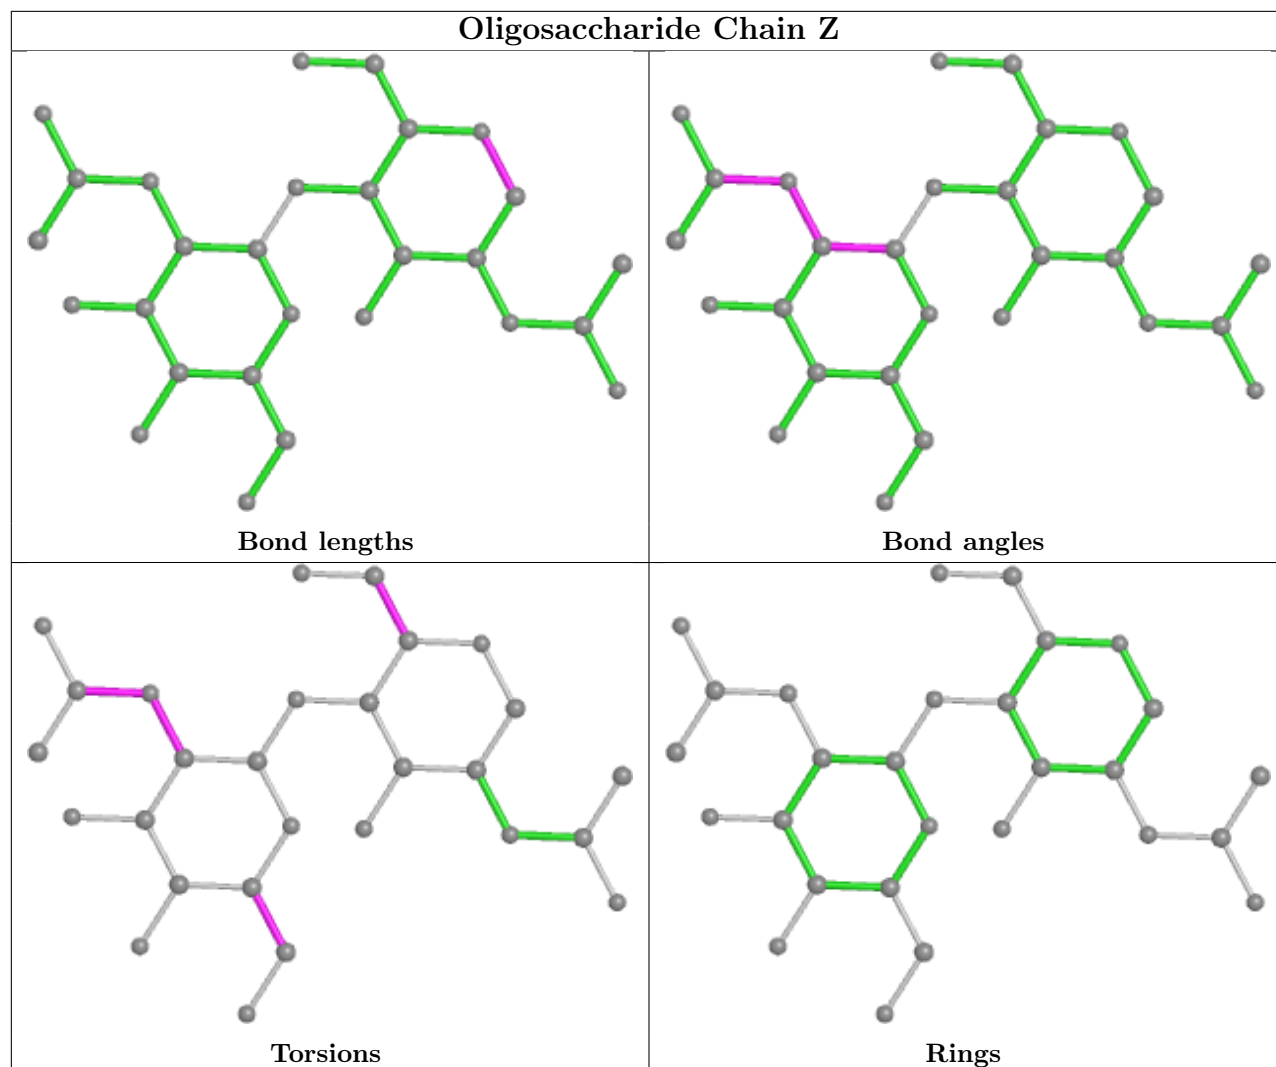 Oligosaccharide Chain Z
Bond lengths
Bond angles
Torsions
Rings